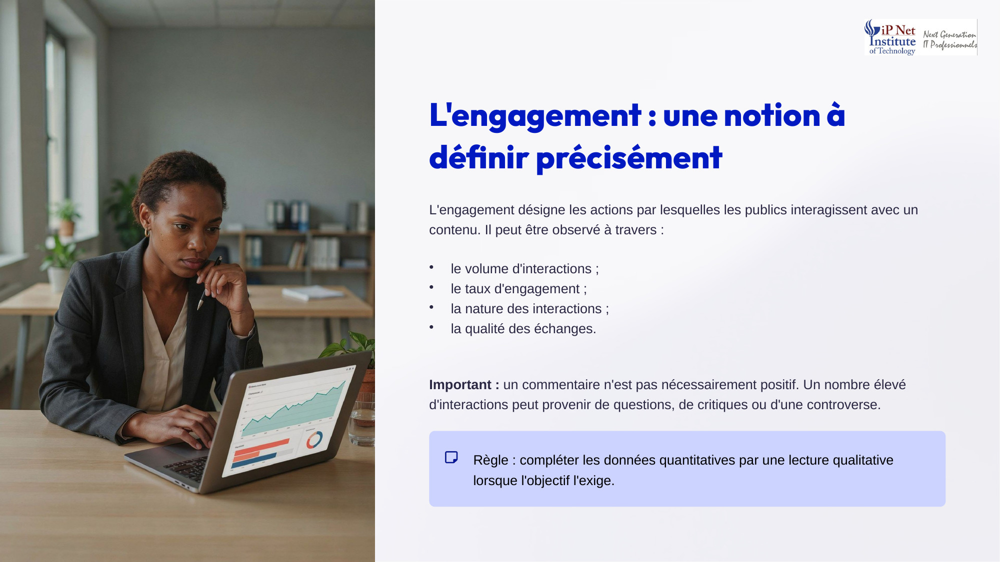 iP Net
Institute
of Technology
Next Generation
IT Professionnels
L'engagement : une notion à
définir précisément
L'engagement désigne les actions par lesquelles les publics interagissent avec un
contenu. Il peut être observé à travers :
• le volume d'interactions ;
• le taux d'engagement ;
• la nature des interactions ;
• la qualité des échanges.
Important : un commentaire n'est pas nécessairement positif. Un nombre élevé
d'interactions peut provenir de questions, de critiques ou d'une controverse.
Règle : compléter les données quantitatives par une lecture qualitative
lorsque l'objectif l'exige.